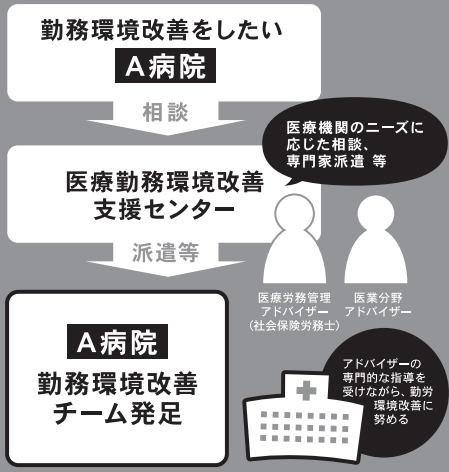 勤務環境改善をしたい
A病院
相談
医療機関のニーズに
応じた相談、
専門家派遣 等
医療勤務環境改善
支援センター
派遣等
医療労務管理
アドバイザー
（社会保険労務士）
医業分野
アドバイザー
A病院
勤務環境改善
チーム発足
アドバイザーの
専門的な指導を
受けながら、勤労
環境改善に
努める